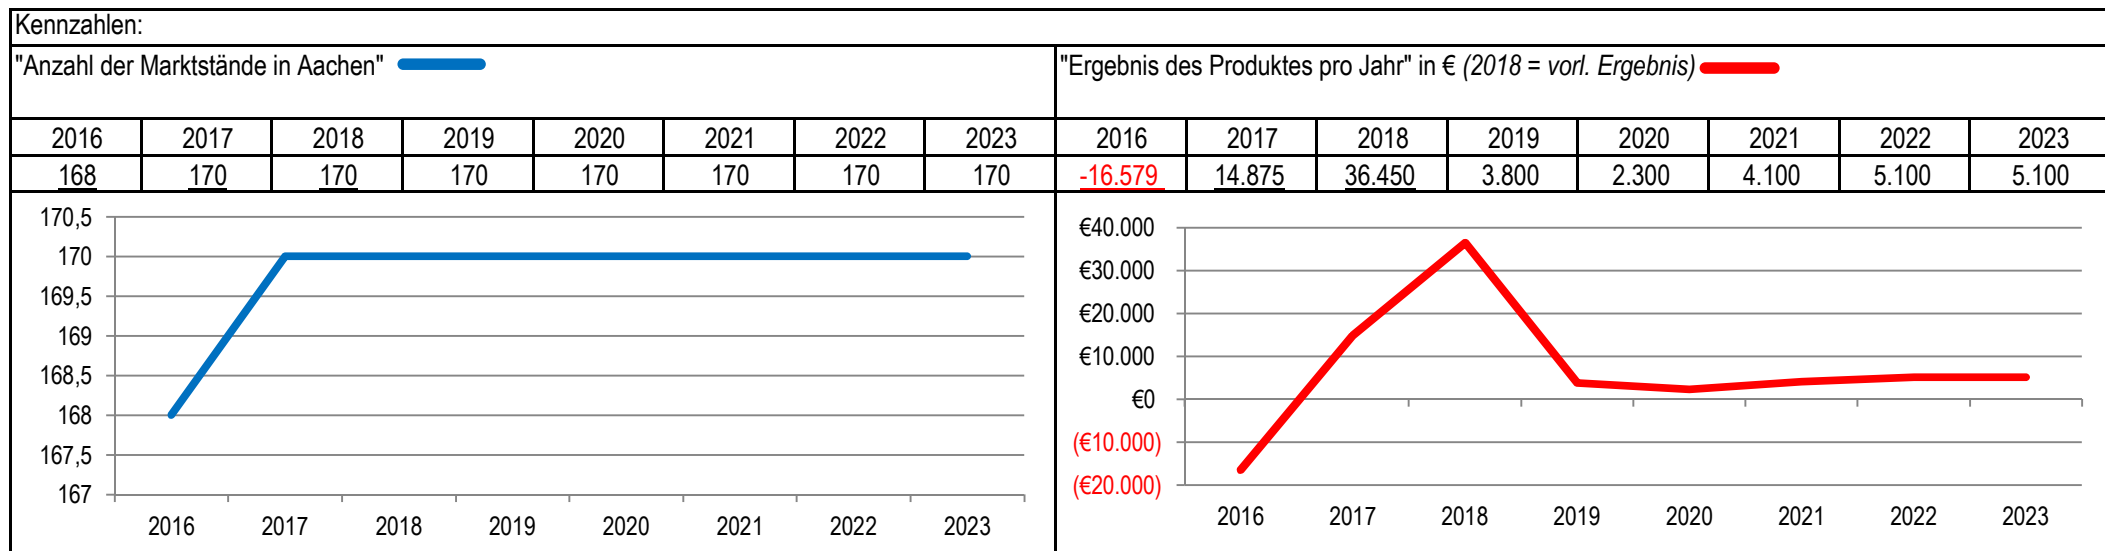 Kennzahlen:
"Anzahl der Marktstände in Aachen"
"Ergebnis des Produktes pro Jahr" in € (2018 = vorl. Ergebnis)
2016 2017 2018 2019 2020 2021 2022 2023 2016 2017 2018 2019 2020 2021 2022 2023
168 170 170 170 170 170 170 170 -16.579 14.875 36.450 3.800 2.300 4.100 5.100 5.100
170,5
170
169,5
169
168,5
168
167,5
167
2016 2017 2018 2019 2020 2021 2022 2023
€40.000
€30.000
€20.000
€10.000
€0
(€10.000)
(€20.000)
2016 2017 2018 2019 2020 2021 2022 2023